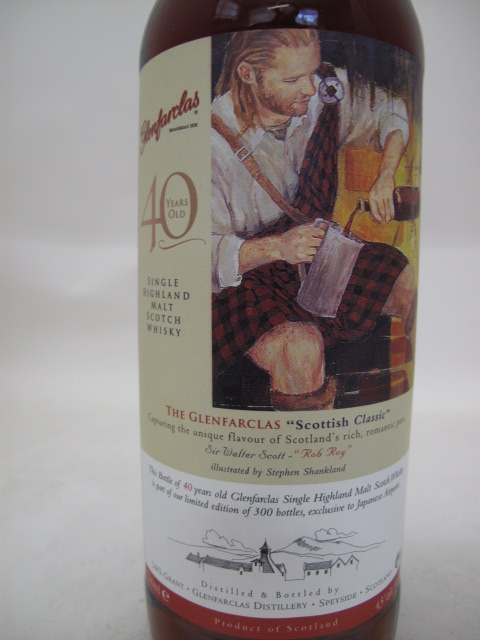 Glenfarclas
40
YEARS
OLD
SINGLE
HIGHLAND
MALT
SCOTCH
WHISKY
THE GLENFARCLAS "Scottish Classic"
Capturing the unique flavour of Scotland's rich, romantic past
Sir Walter Scott - "Rob Roy"
illustrated by Stephen Shankland
This Bottle of 40 years old Glenfarclas Single Highland Malt Scotch Whisky
is part of our limited edition of 300 bottles, exclusive to Japanese Airports
Distilled & Bottled by
J.&G. GRANT · GLENFARCLAS DISTILLERY · SPEYSIDE · SCOTLAND
Product of Scotland